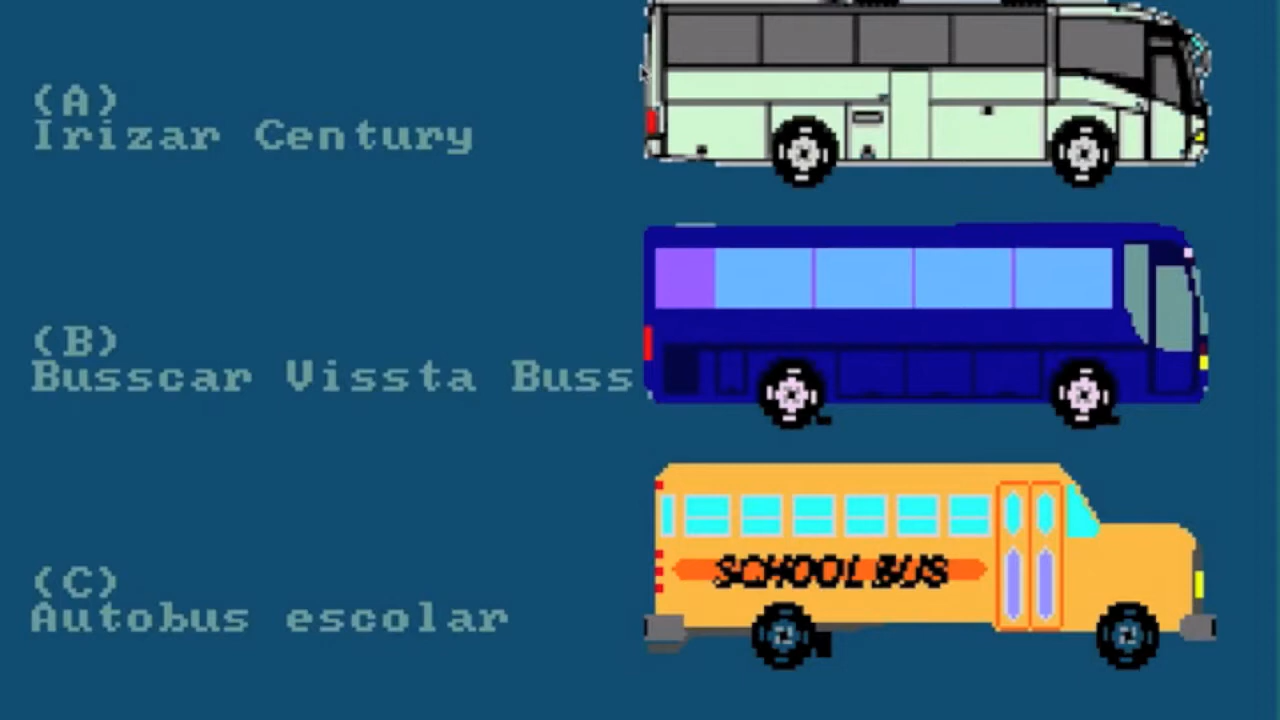 (A)
Irizar Century
(B)
Busscar Vissta Buss
(C)
Autobus escolar
SCHOOL BUS